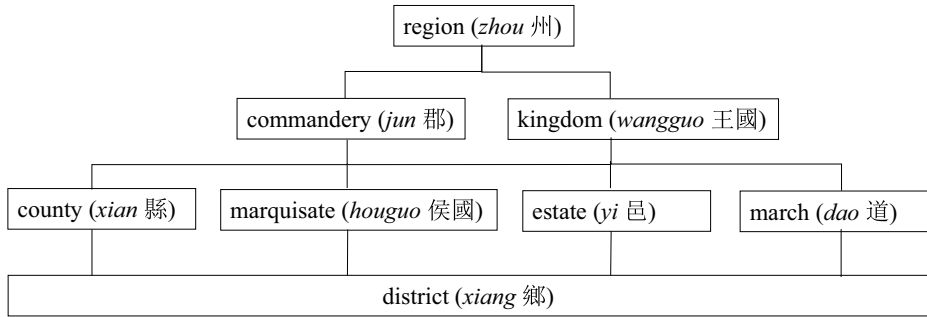 region (zhou 州)
commandery (jun 郡)
kingdom (wangguo 王國)
county (xian 縣)
marquisate (houguo 侯國)
estate (yi 邑)
march (dao 道)
district (xiang 鄉)